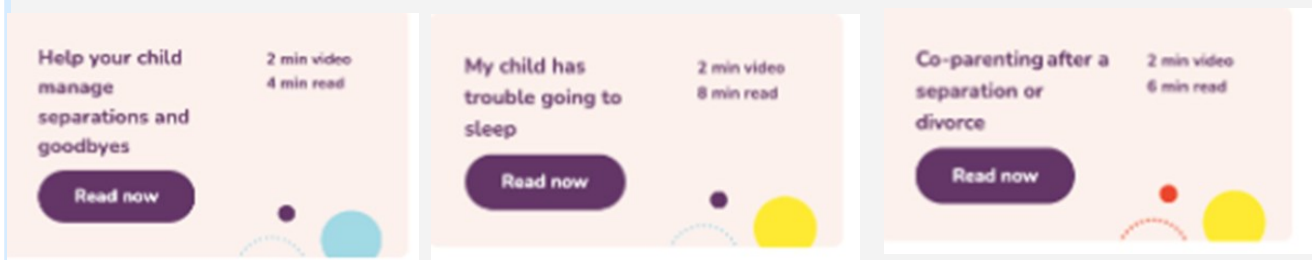 Help your child
manage
separations and
goodbyes
2 min video
4 min read
Read now
My child has
trouble going to
sleep
2 min video
8 min read
Read now
Co-parenting after a
separation or
divorce
2 min video
6 min read
Read now